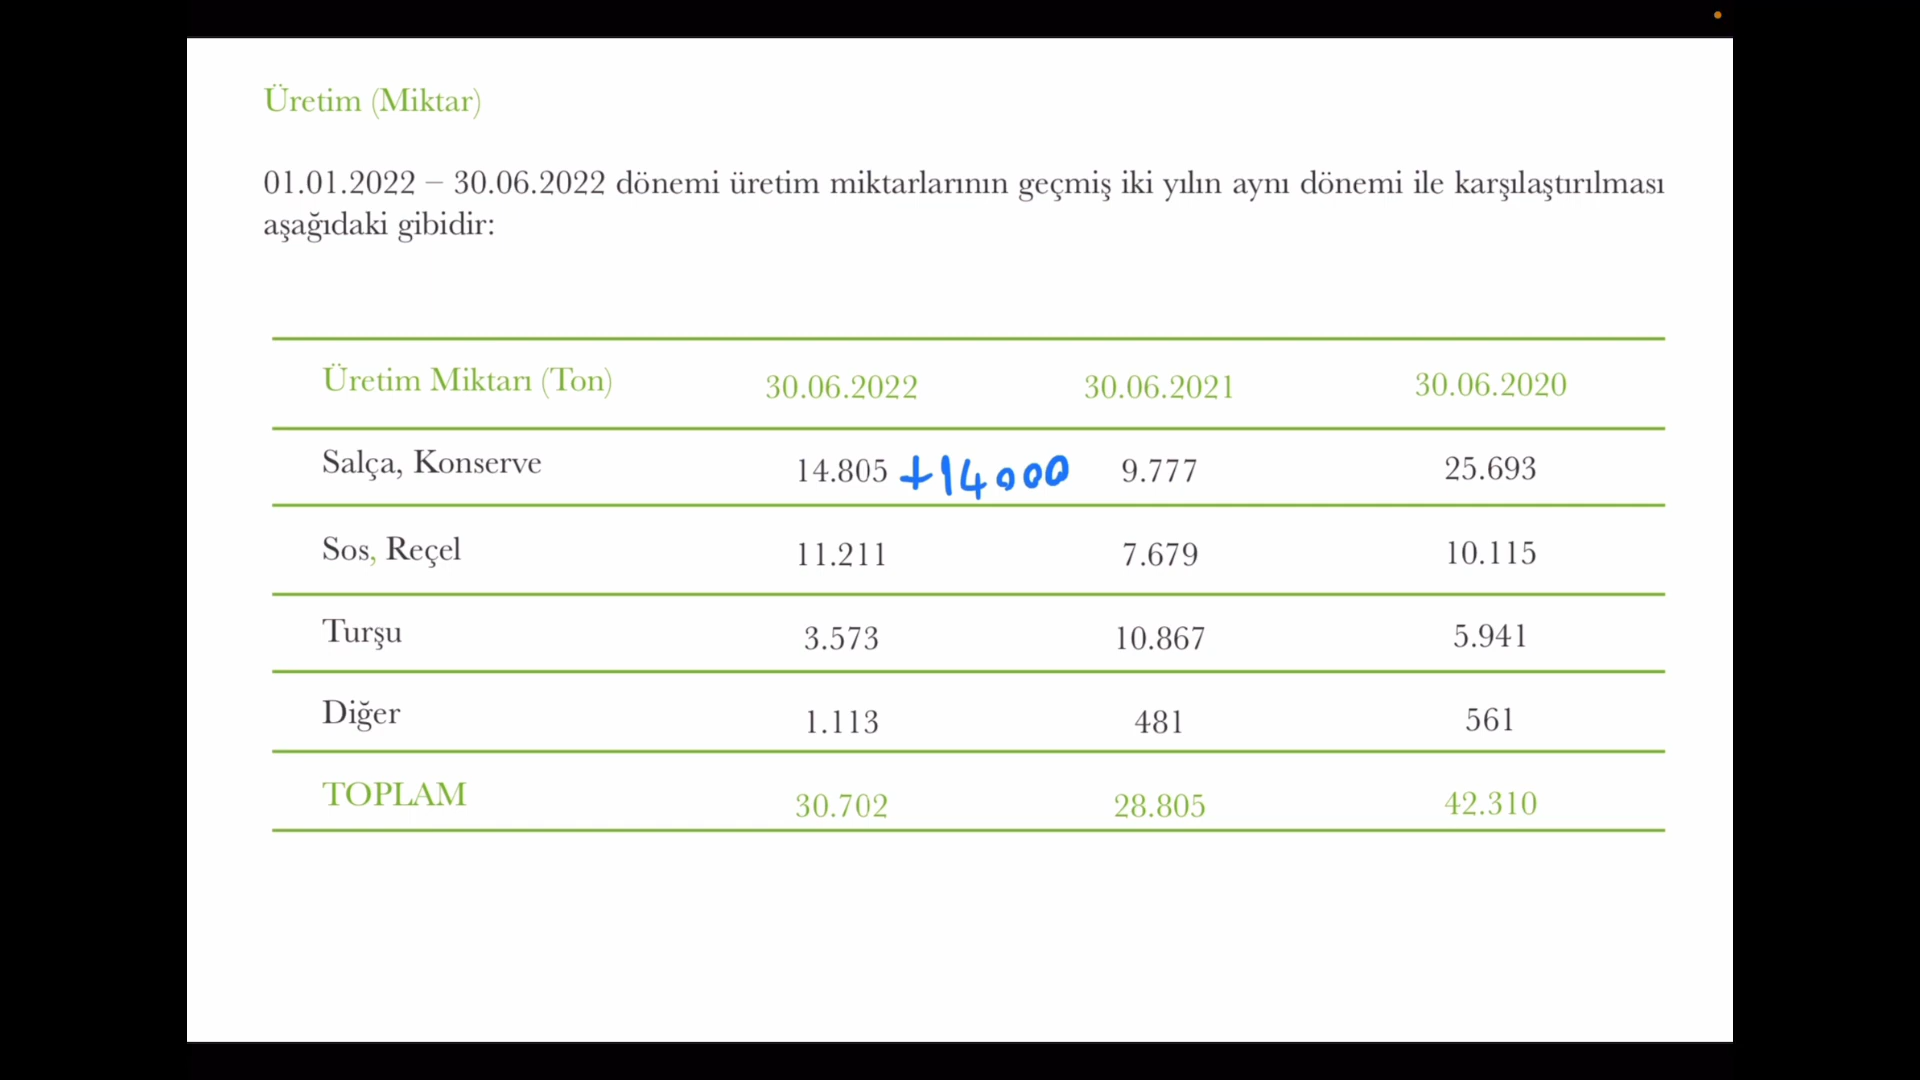 Üretim (Miktar)
01.01.2022 – 30.06.2022 dönemi üretim miktarlarının geçmiş iki yılın aynı dönemi ile karşılaştırılması
aşağıdaki gibidir:
Üretim Miktarı (Ton) 30.06.2022 30.06.2021 30.06.2020
Salça, Konserve 14.805 +14000 9.777 25.693
Sos, Reçel 11.211 7.679 10.115
Turşu 3.573 10.867 5.941
Diğer 1.113 481 561
TOPLAM 30.702 28.805 42.310